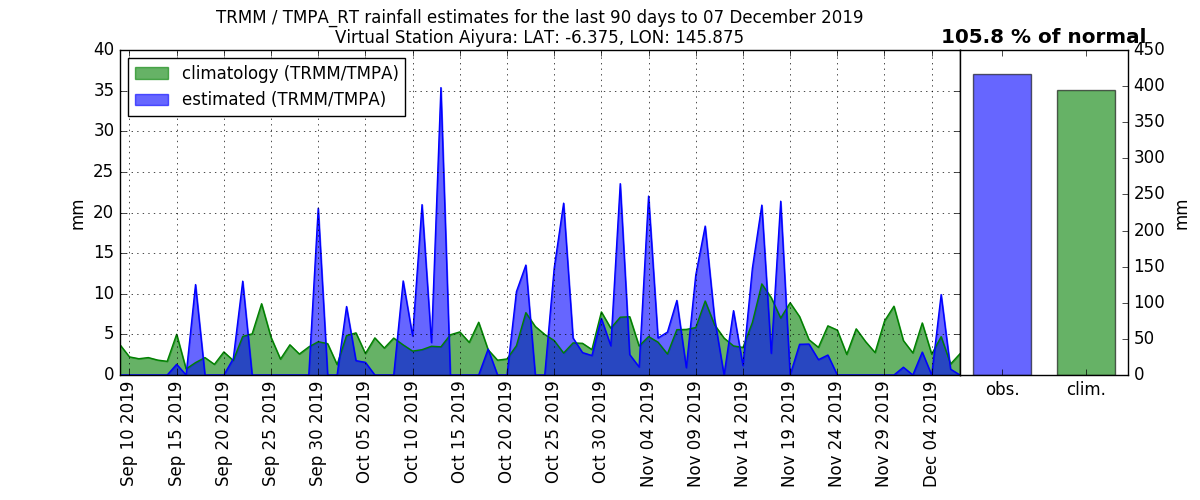 TRMM / TMPA_RT rainfall estimates for the last 90 days to 07 December 2019
Virtual Station Aiyura: LAT: -6.375, LON: 145.875
105.8 % of normal
climatology (TRMM/TMPA)
estimated (TRMM/TMPA)
mm
40
35
30
25
20
15
10
5
0
Sep 10 2019
Sep 15 2019
Sep 20 2019
Sep 25 2019
Sep 30 2019
Oct 05 2019
Oct 10 2019
Oct 15 2019
Oct 20 2019
Oct 25 2019
Oct 30 2019
Nov 04 2019
Nov 09 2019
Nov 14 2019
Nov 19 2019
Nov 24 2019
Nov 29 2019
Dec 04 2019
obs.
clim.
450
400
350
300
250
200
150
100
50
0
mm